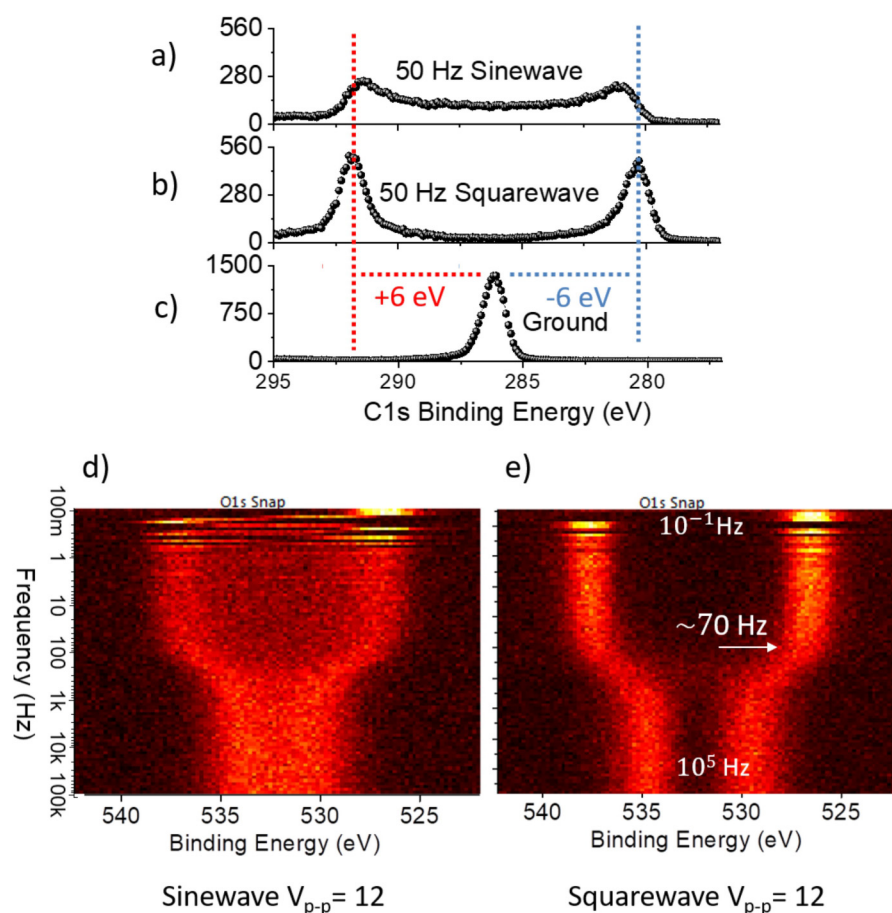 a)
560
280
0
50 Hz Sinewave
b)
560
280
0
50 Hz Squarewave
c)
1500
750
0
+6 eV
-6 eV
Ground
295
290
285
280
C1s Binding Energy (eV)
d)
O1s Snap
100m
1
10
100
1k
10k
100k
Frequency (Hz)
540
535
530
525
Binding Energy (eV)
Sinewave Vp-p= 12
e)
O1s Snap
10⁻¹Hz
~70 Hz
10⁵ Hz
540
535
530
525
Binding Energy (eV)
Squarewave Vp-p= 12